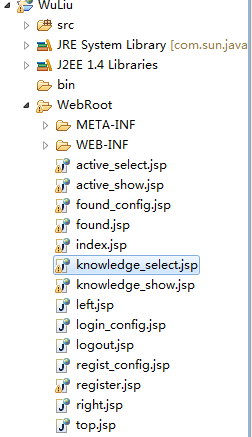 WuLiu
src
JRE System Library [com.sun.java
J2EE 1.4 Libraries
bin
WebRoot
META-INF
WEB-INF
active_select.jsp
active_show.jsp
found_config.jsp
found.jsp
index.jsp
knowledge_select.jsp
knowledge_show.jsp
left.jsp
login_config.jsp
logout.jsp
regist_config.jsp
register.jsp
right.jsp
top.jsp